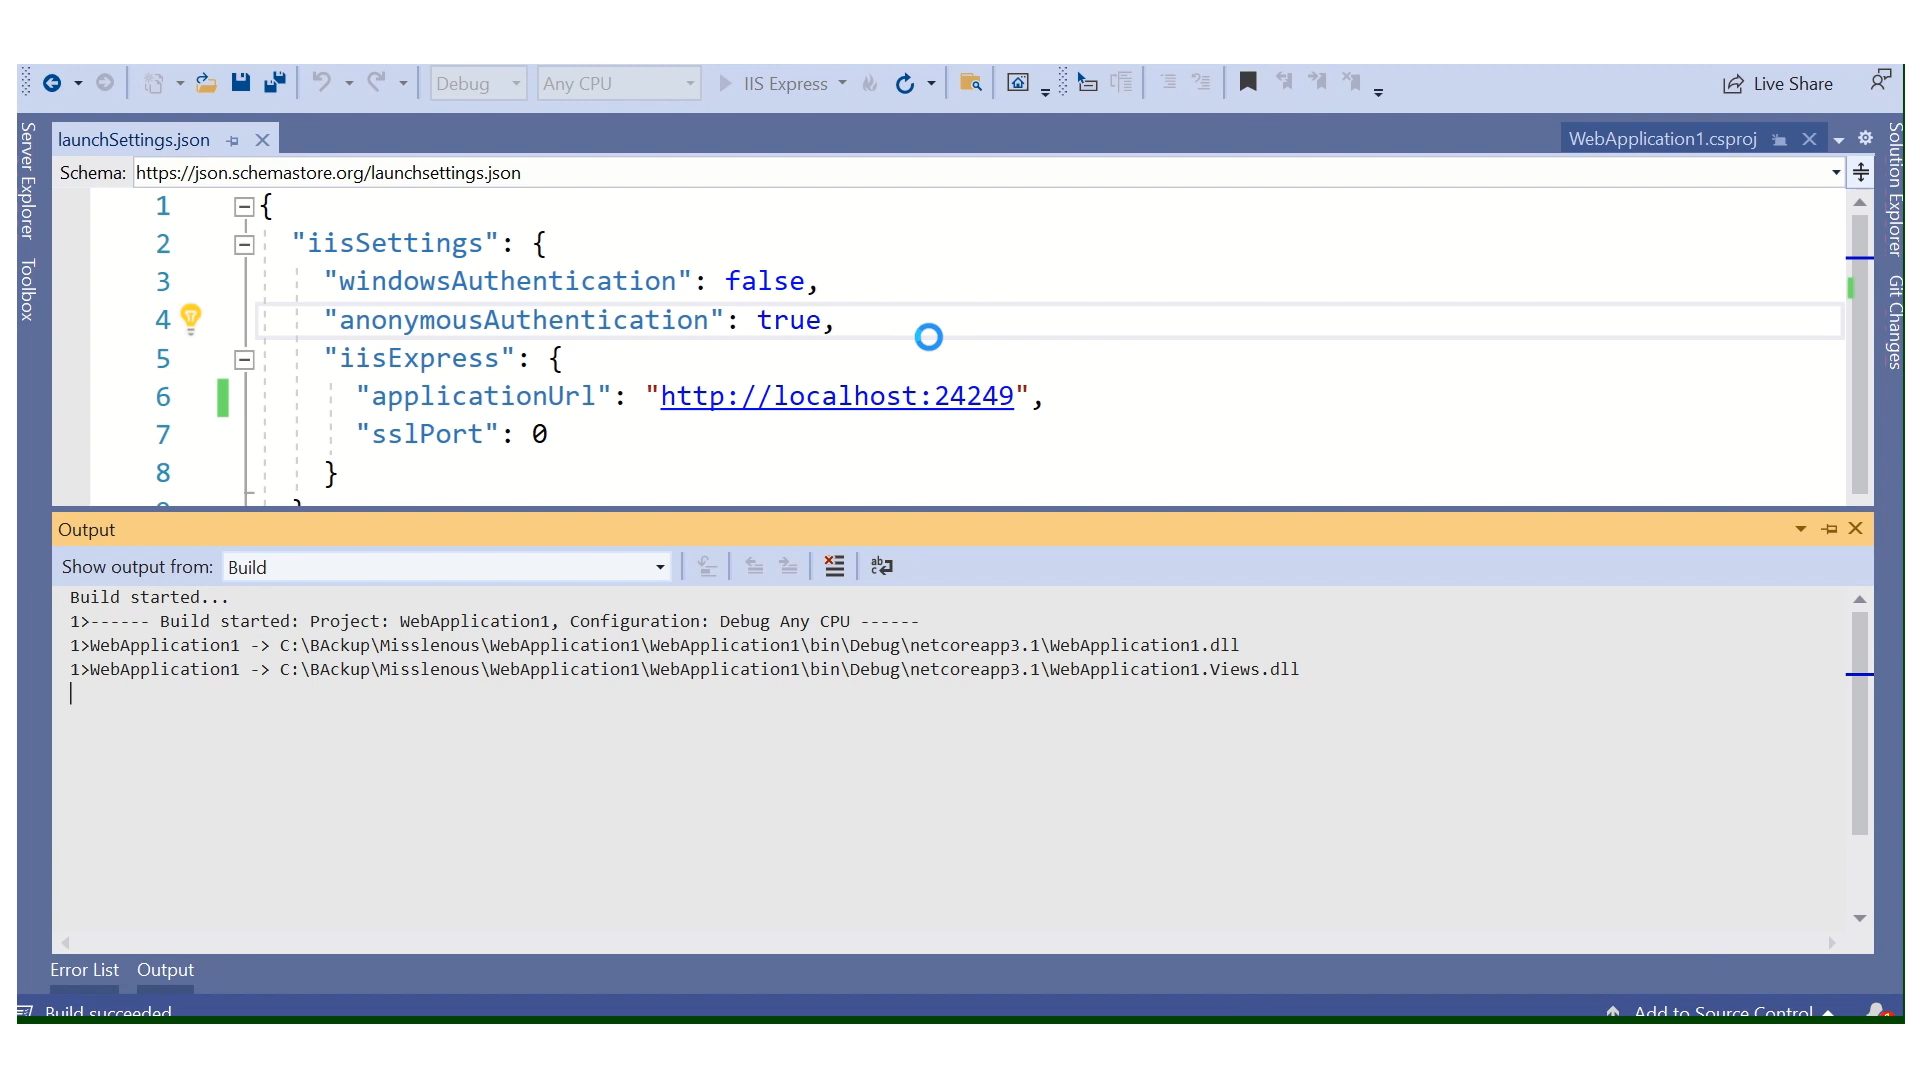 Debug Any CPU IIS Express Live Share
Server Explorer
Toolbox
Solution Explorer
Git Changes
launchSettings.json WebApplication1.csproj
Schema: https://json.schemastore.org/launchsettings.json
1 {
2 "iisSettings": {
3 "windowsAuthentication": false,
4 "anonymousAuthentication": true,
5 "iisExpress": {
6 "applicationUrl": "http://localhost:24249",
7 "sslPort": 0
8 }
Output
Show output from: Build
Build started...
1>------ Build started: Project: WebApplication1, Configuration: Debug Any CPU ------
1>WebApplication1 -> C:\BAckup\Misslenous\WebApplication1\WebApplication1\bin\Debug\netcoreapp3.1\WebApplication1.dll
1>WebApplication1 -> C:\BAckup\Misslenous\WebApplication1\WebApplication1\bin\Debug\netcoreapp3.1\WebApplication1.Views.dll
Error List Output
Build succeeded Add to Source Control